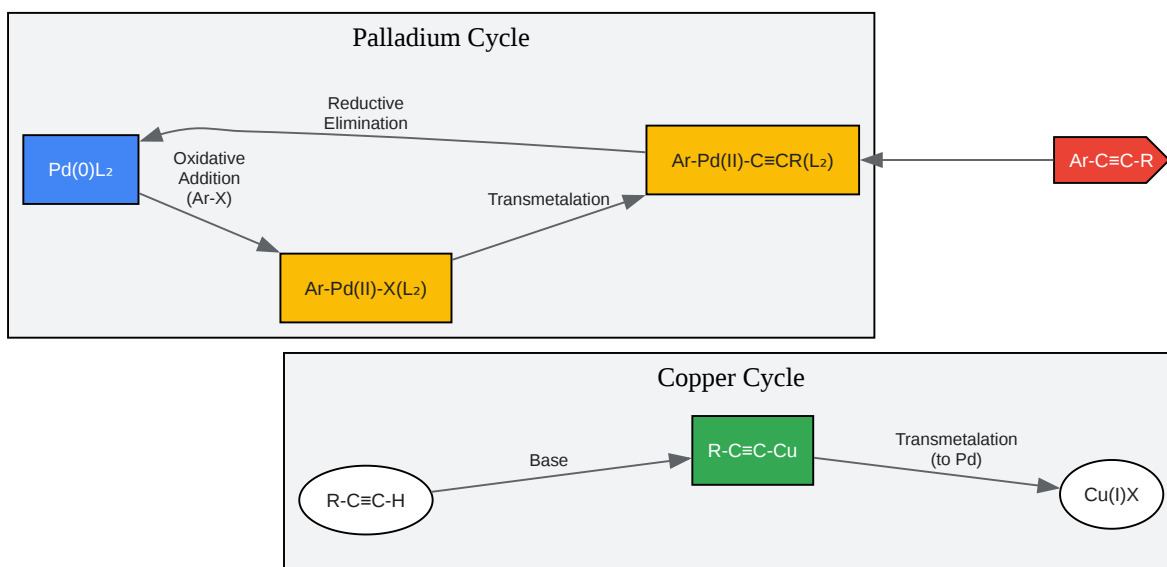 Palladium Cycle
Reductive
Elimination
Pd(0)L₂
Oxidative
Addition
(Ar-X)
Ar-Pd(II)-C≡CR(L₂)
Ar-C≡C-R
Transmetalation
Ar-Pd(II)-X(L₂)
Copper Cycle
R-C≡C-Cu
Transmetalation
(to Pd)
Base
R-C≡C-H
Cu(I)X